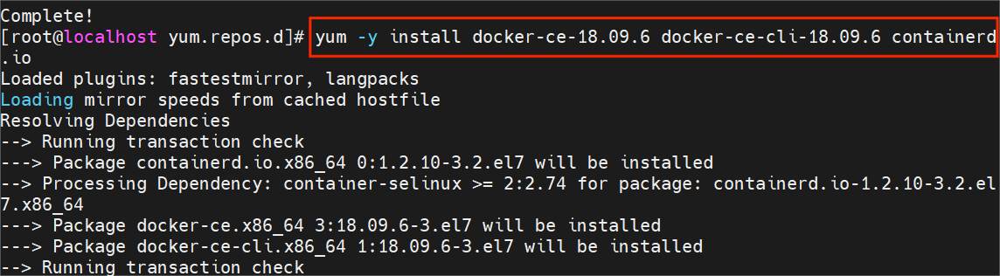 Complete!
[root@localhost yum.repos.d]# yum -y install docker-ce-18.09.6 docker-ce-cli-18.09.6 containerd
.io
Loaded plugins: fastestmirror, langpacks
Loading mirror speeds from cached hostfile
Resolving Dependencies
--> Running transaction check
---> Package containerd.io.x86_64 0:1.2.10-3.2.el7 will be installed
--> Processing Dependency: container-selinux >= 2:2.74 for package: containerd.io-1.2.10-3.2.el
7.x86_64
---> Package docker-ce.x86_64 3:18.09.6-3.el7 will be installed
---> Package docker-ce-cli.x86_64 1:18.09.6-3.el7 will be installed
--> Running transaction check